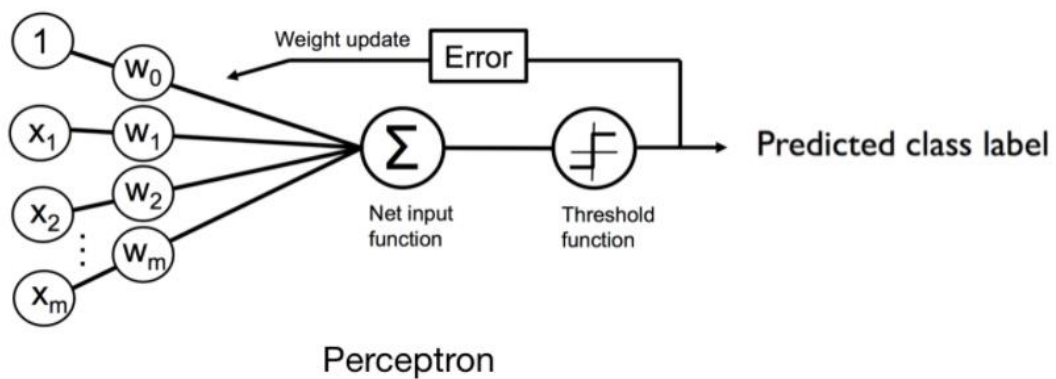 1
w₀
Weight update
Error
x₁
w₁
Σ
Predicted class label
x₂
w₂
Net input
function
Threshold
function
⋮
wₘ
xₘ
Perceptron